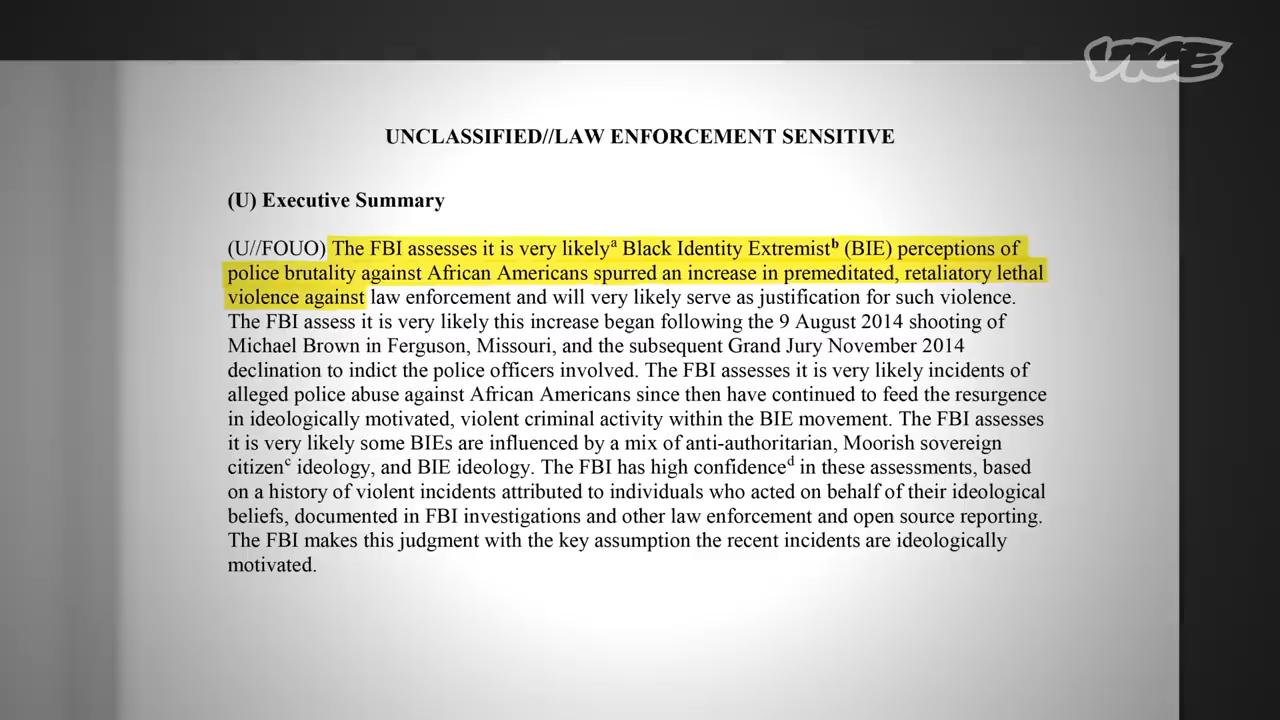 VICE
UNCLASSIFIED//LAW ENFORCEMENT SENSITIVE
(U) Executive Summary
(U//FOUO) The FBI assesses it is very likelyᵃ Black Identity Extremistᵇ (BIE) perceptions of
police brutality against African Americans spurred an increase in premeditated, retaliatory lethal
violence against law enforcement and will very likely serve as justification for such violence.
The FBI assess it is very likely this increase began following the 9 August 2014 shooting of
Michael Brown in Ferguson, Missouri, and the subsequent Grand Jury November 2014
declination to indict the police officers involved. The FBI assesses it is very likely incidents of
alleged police abuse against African Americans since then have continued to feed the resurgence
in ideologically motivated, violent criminal activity within the BIE movement. The FBI assesses
it is very likely some BIEs are influenced by a mix of anti-authoritarian, Moorish sovereign
citizenᶜ ideology, and BIE ideology. The FBI has high confidenceᵈ in these assessments, based
on a history of violent incidents attributed to individuals who acted on behalf of their ideological
beliefs, documented in FBI investigations and other law enforcement and open source reporting.
The FBI makes this judgment with the key assumption the recent incidents are ideologically
motivated.